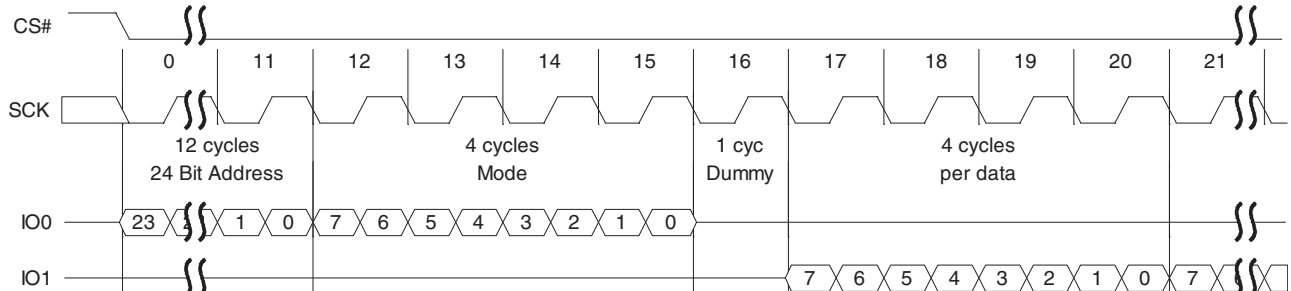 CS#
0 11 12 13 14 15 16 17 18 19 20 21
SCK
12 cycles 4 cycles 1 cyc 4 cycles
24 Bit Address Mode Dummy per data
IO0 23 1 0 7 6 5 4 3 2 1 0
IO1 7 6 5 4 3 2 1 0 7